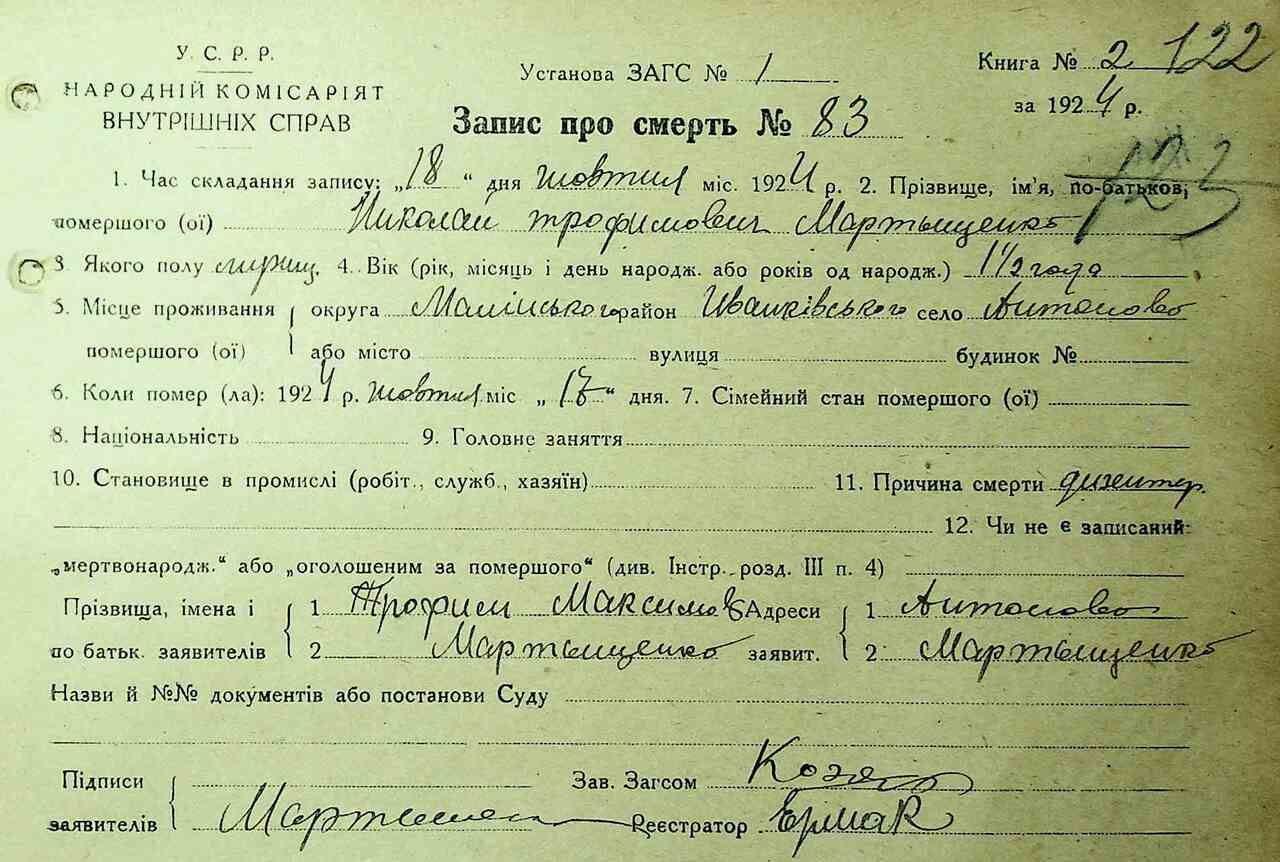 У. С. Р. Р.
НАРОДНІЙ КОМІСАРІЯТ
ВНУТРІШНІХ СПРАВ
Установа ЗАГС № 1
Книга № 2 122
за 1924 р.
Запис про смерть № 83
123
1. Час складання запису: „18“ дня жовтня міс. 1924 р. 2. Прізвище, ім'я, по-батькові
помершого (ої) Николай Трофимович Мартыщенко
3. Якого полу 4. Вік (рік, місяць і день народж. або років од народж.) 1 1/2 года
5. Місце проживання округа район Иванківського село Антоново
помершого (ої) або місто вулиця будинок №
6. Коли помер (ла): 1924 р. жовтня міс „17“ дня. 7. Сімейний стан помершого (ої)
8. Національність 9. Головне заняття
10. Становище в промислі (робіт., служб., хазяїн) 11. Причина смерти дизентер.
12. Чи не є записаний:
„мертвонародж.“ або „оголошеним за помершого“ (див. Інстр. розд. III п. 4)
Прізвища, імена і 1 Трофим Максимов Адреси 1 Антоново
по батьк. заявителів 2 Мартыщенко заявит. 2 Мартыщенко
Назви й №№ документів або постанови Суду
Підписи Зав. Загсом
заявителів Реєстратор Ермак